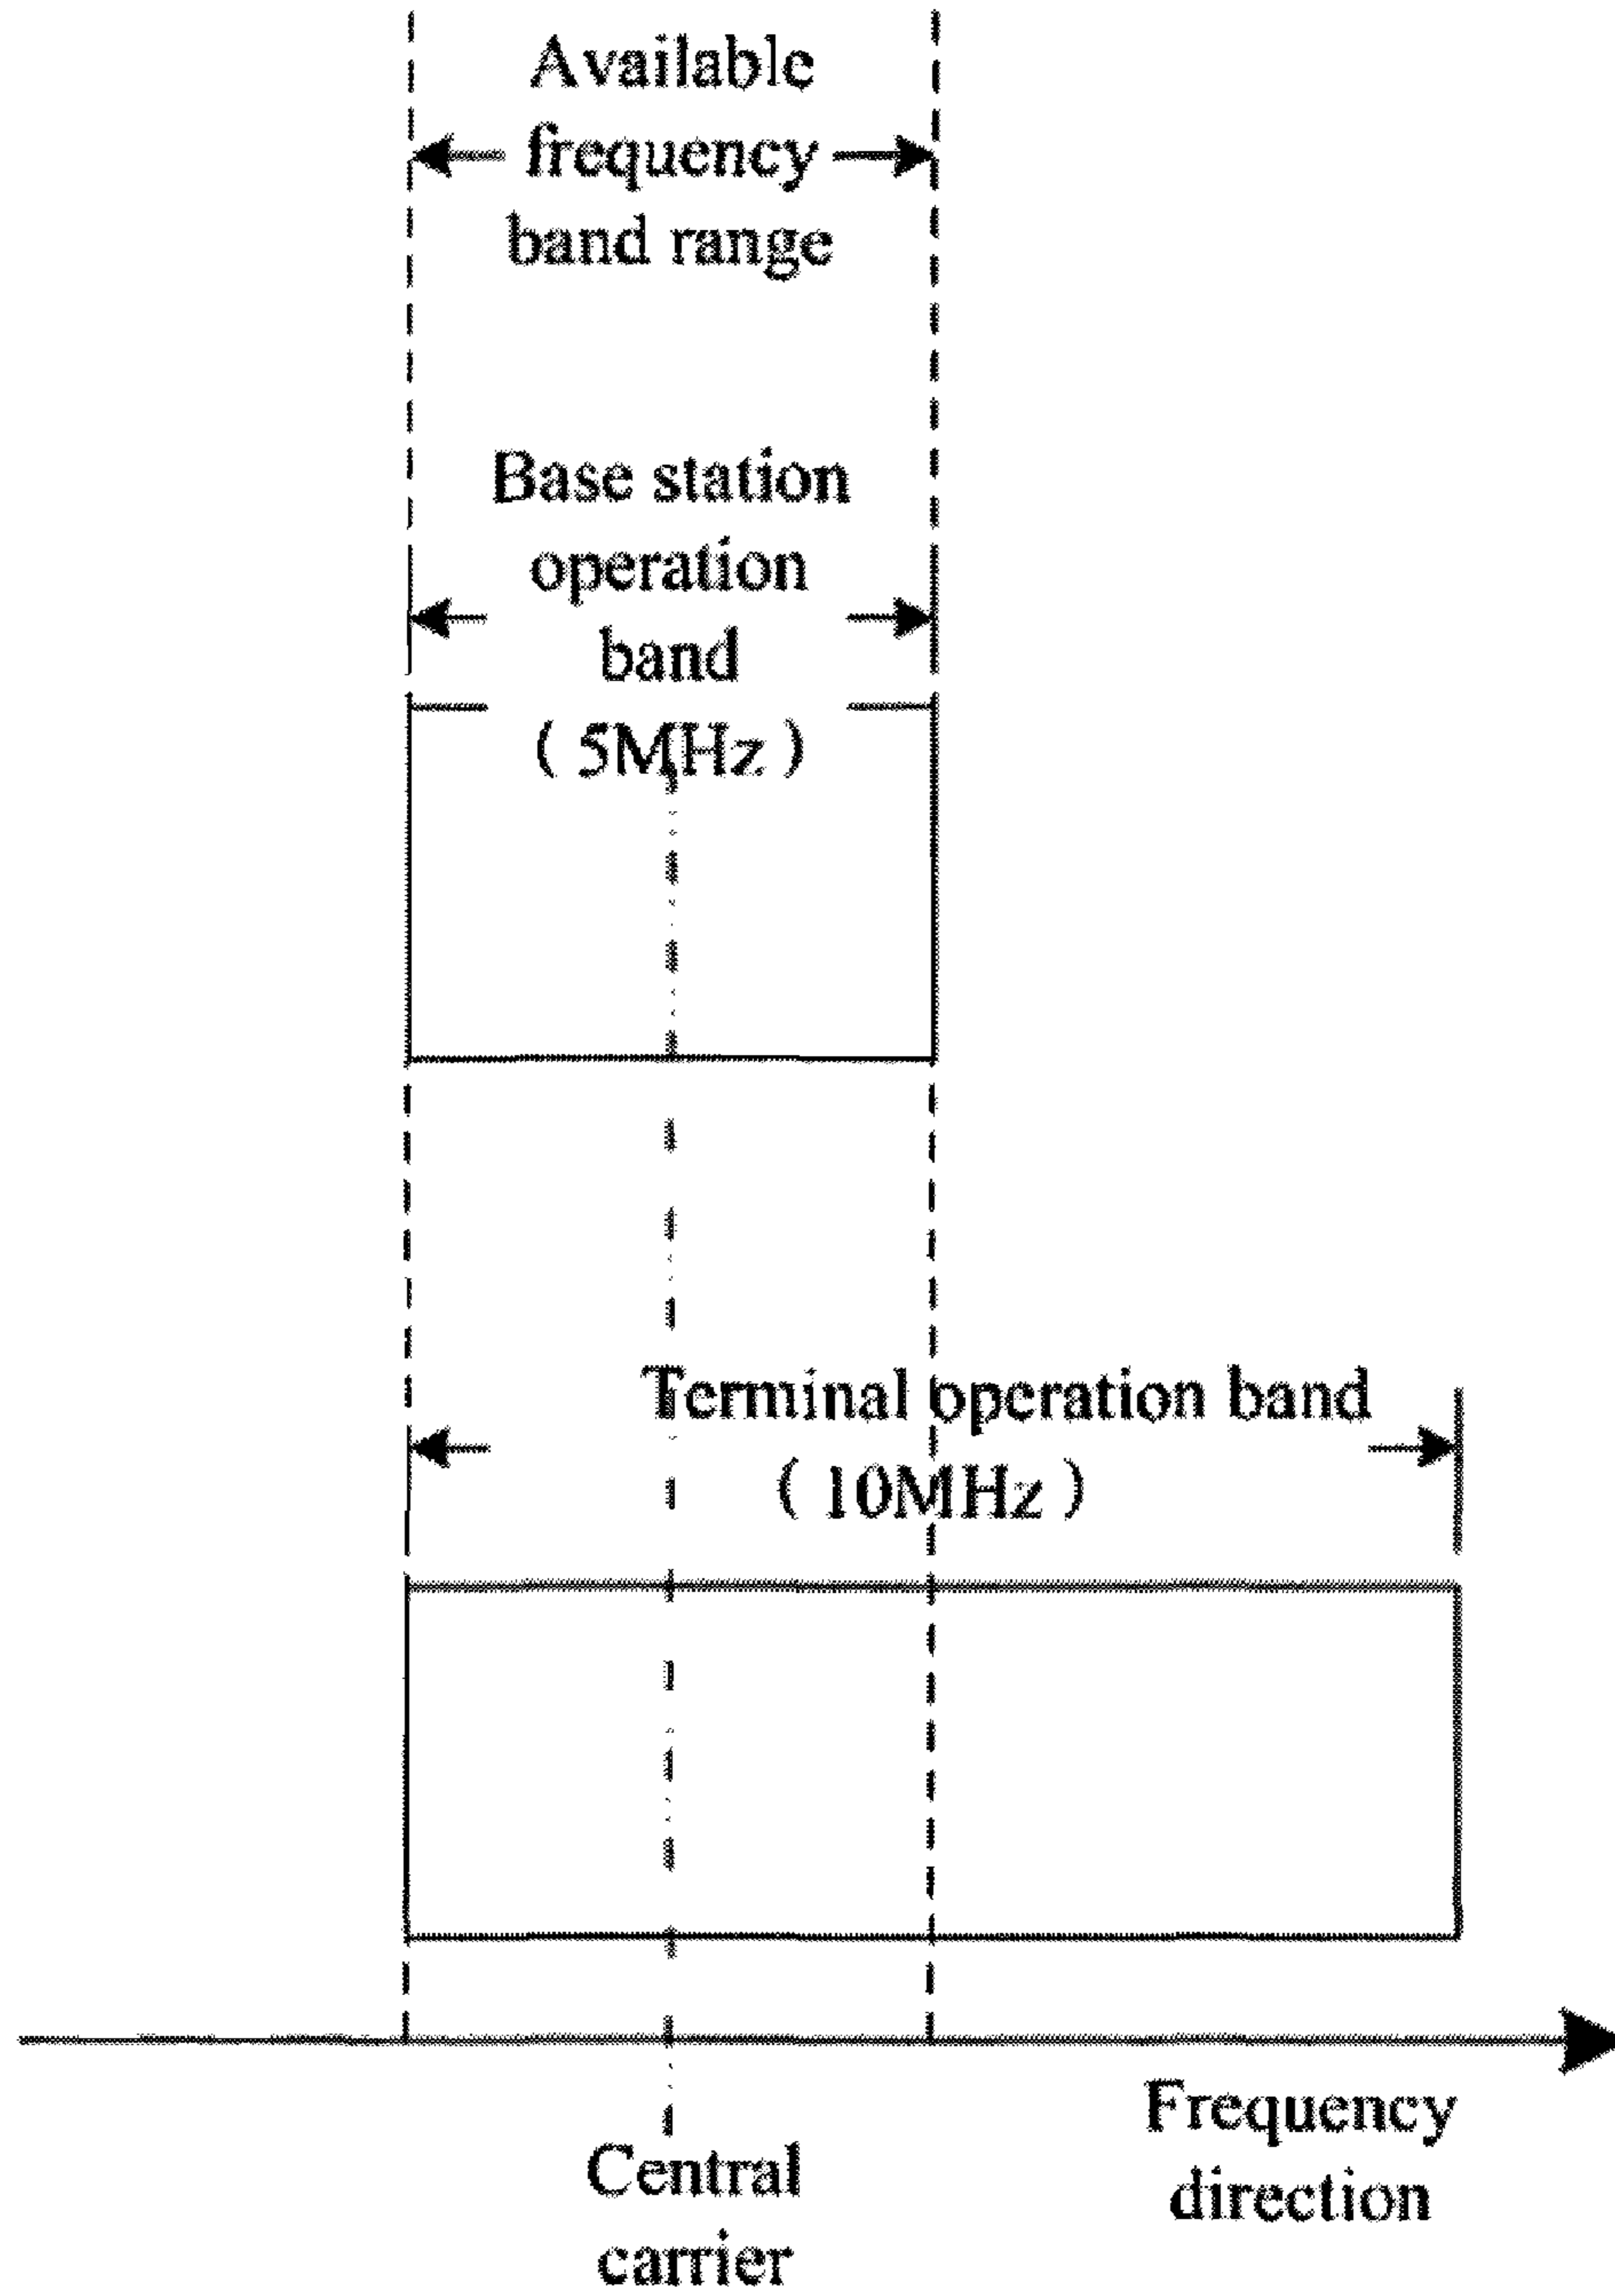 Available
frequency
band range
Base station
operation
band
( 5MHz )
Terminal operation band
( 10MHz )
Frequency
direction
Central
carrier